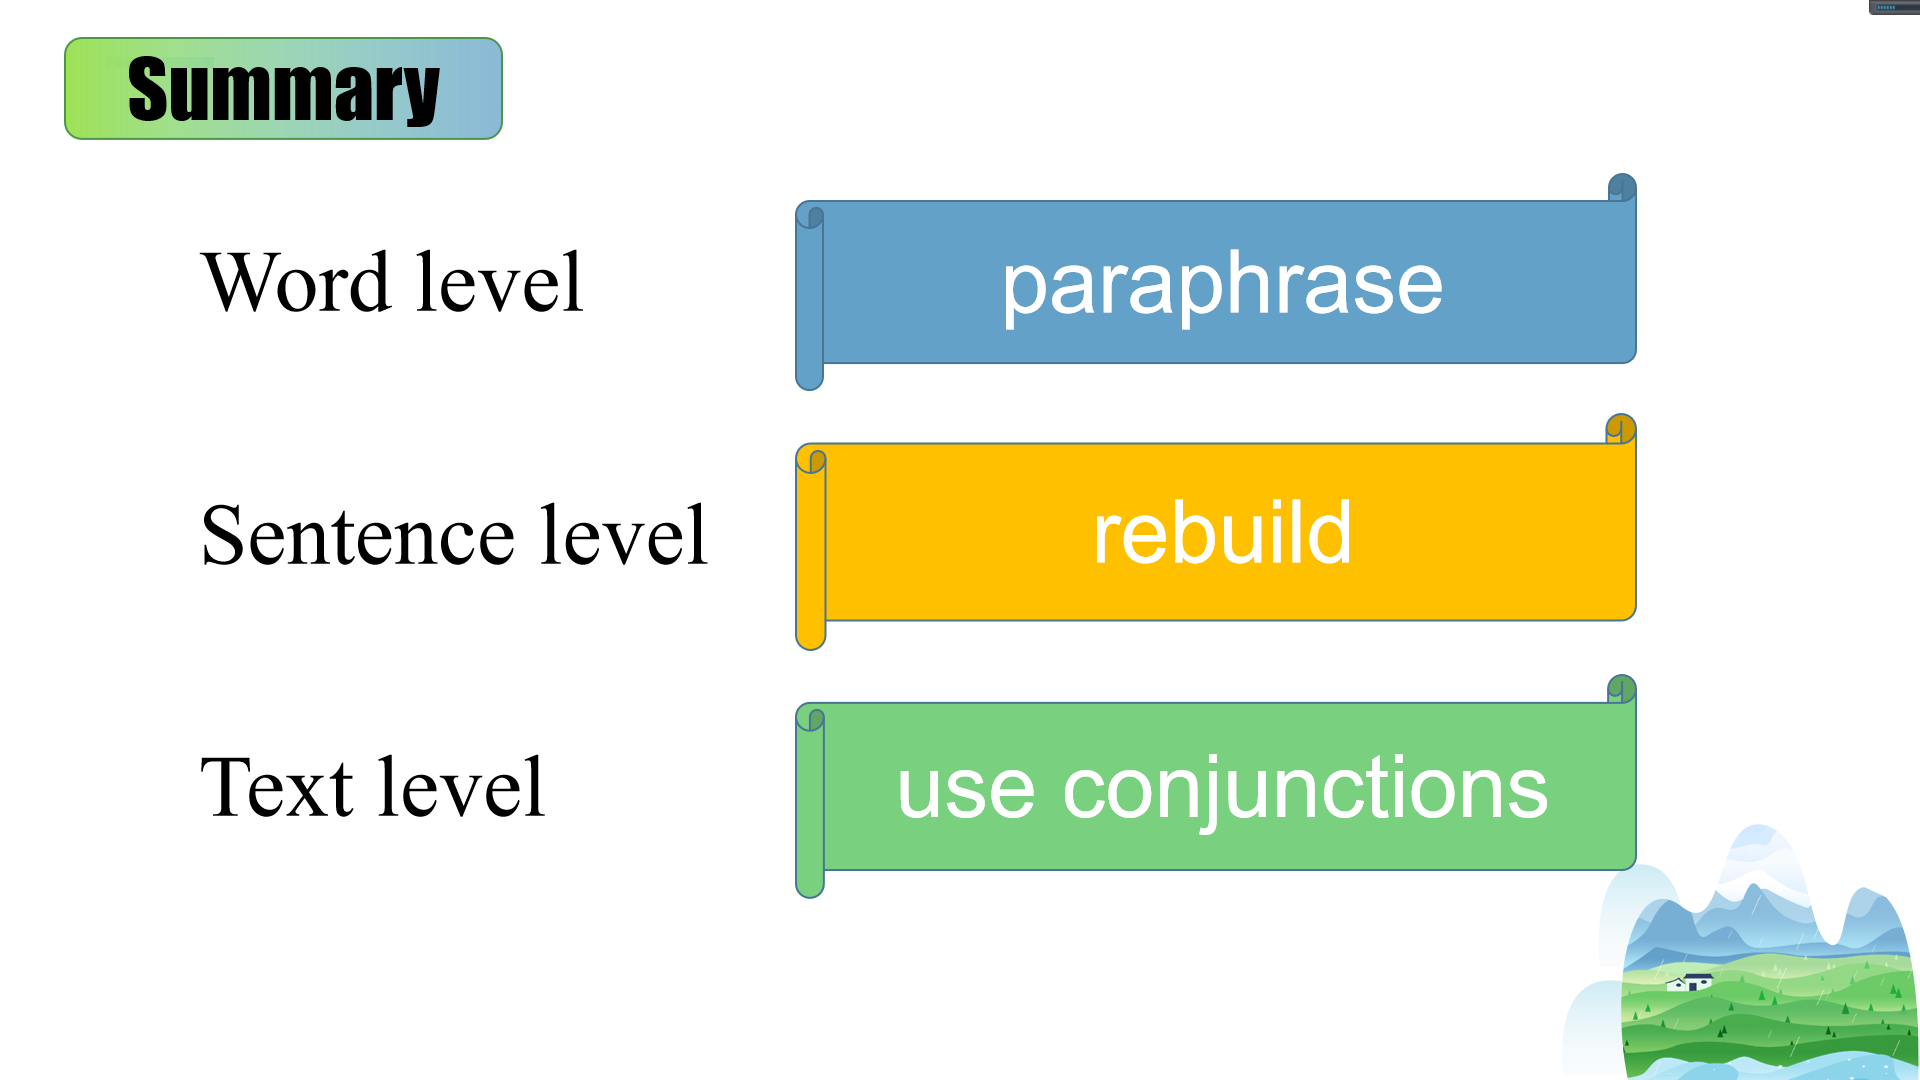 Summary
Word level
paraphrase
Sentence level
rebuild
Text level
use conjunctions